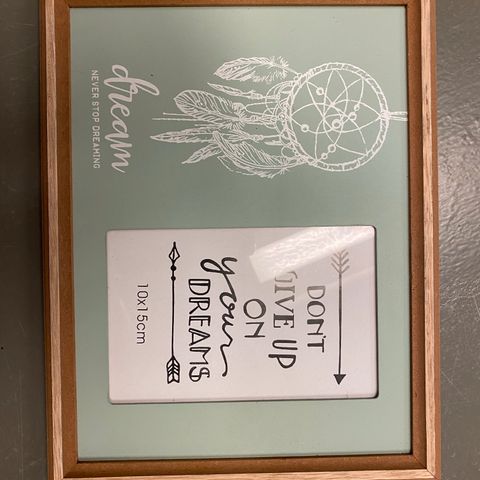 dream
NEVER STOP DREAMING
DON'T
GIVE UP
ON
your
DREAMS
10x15cm